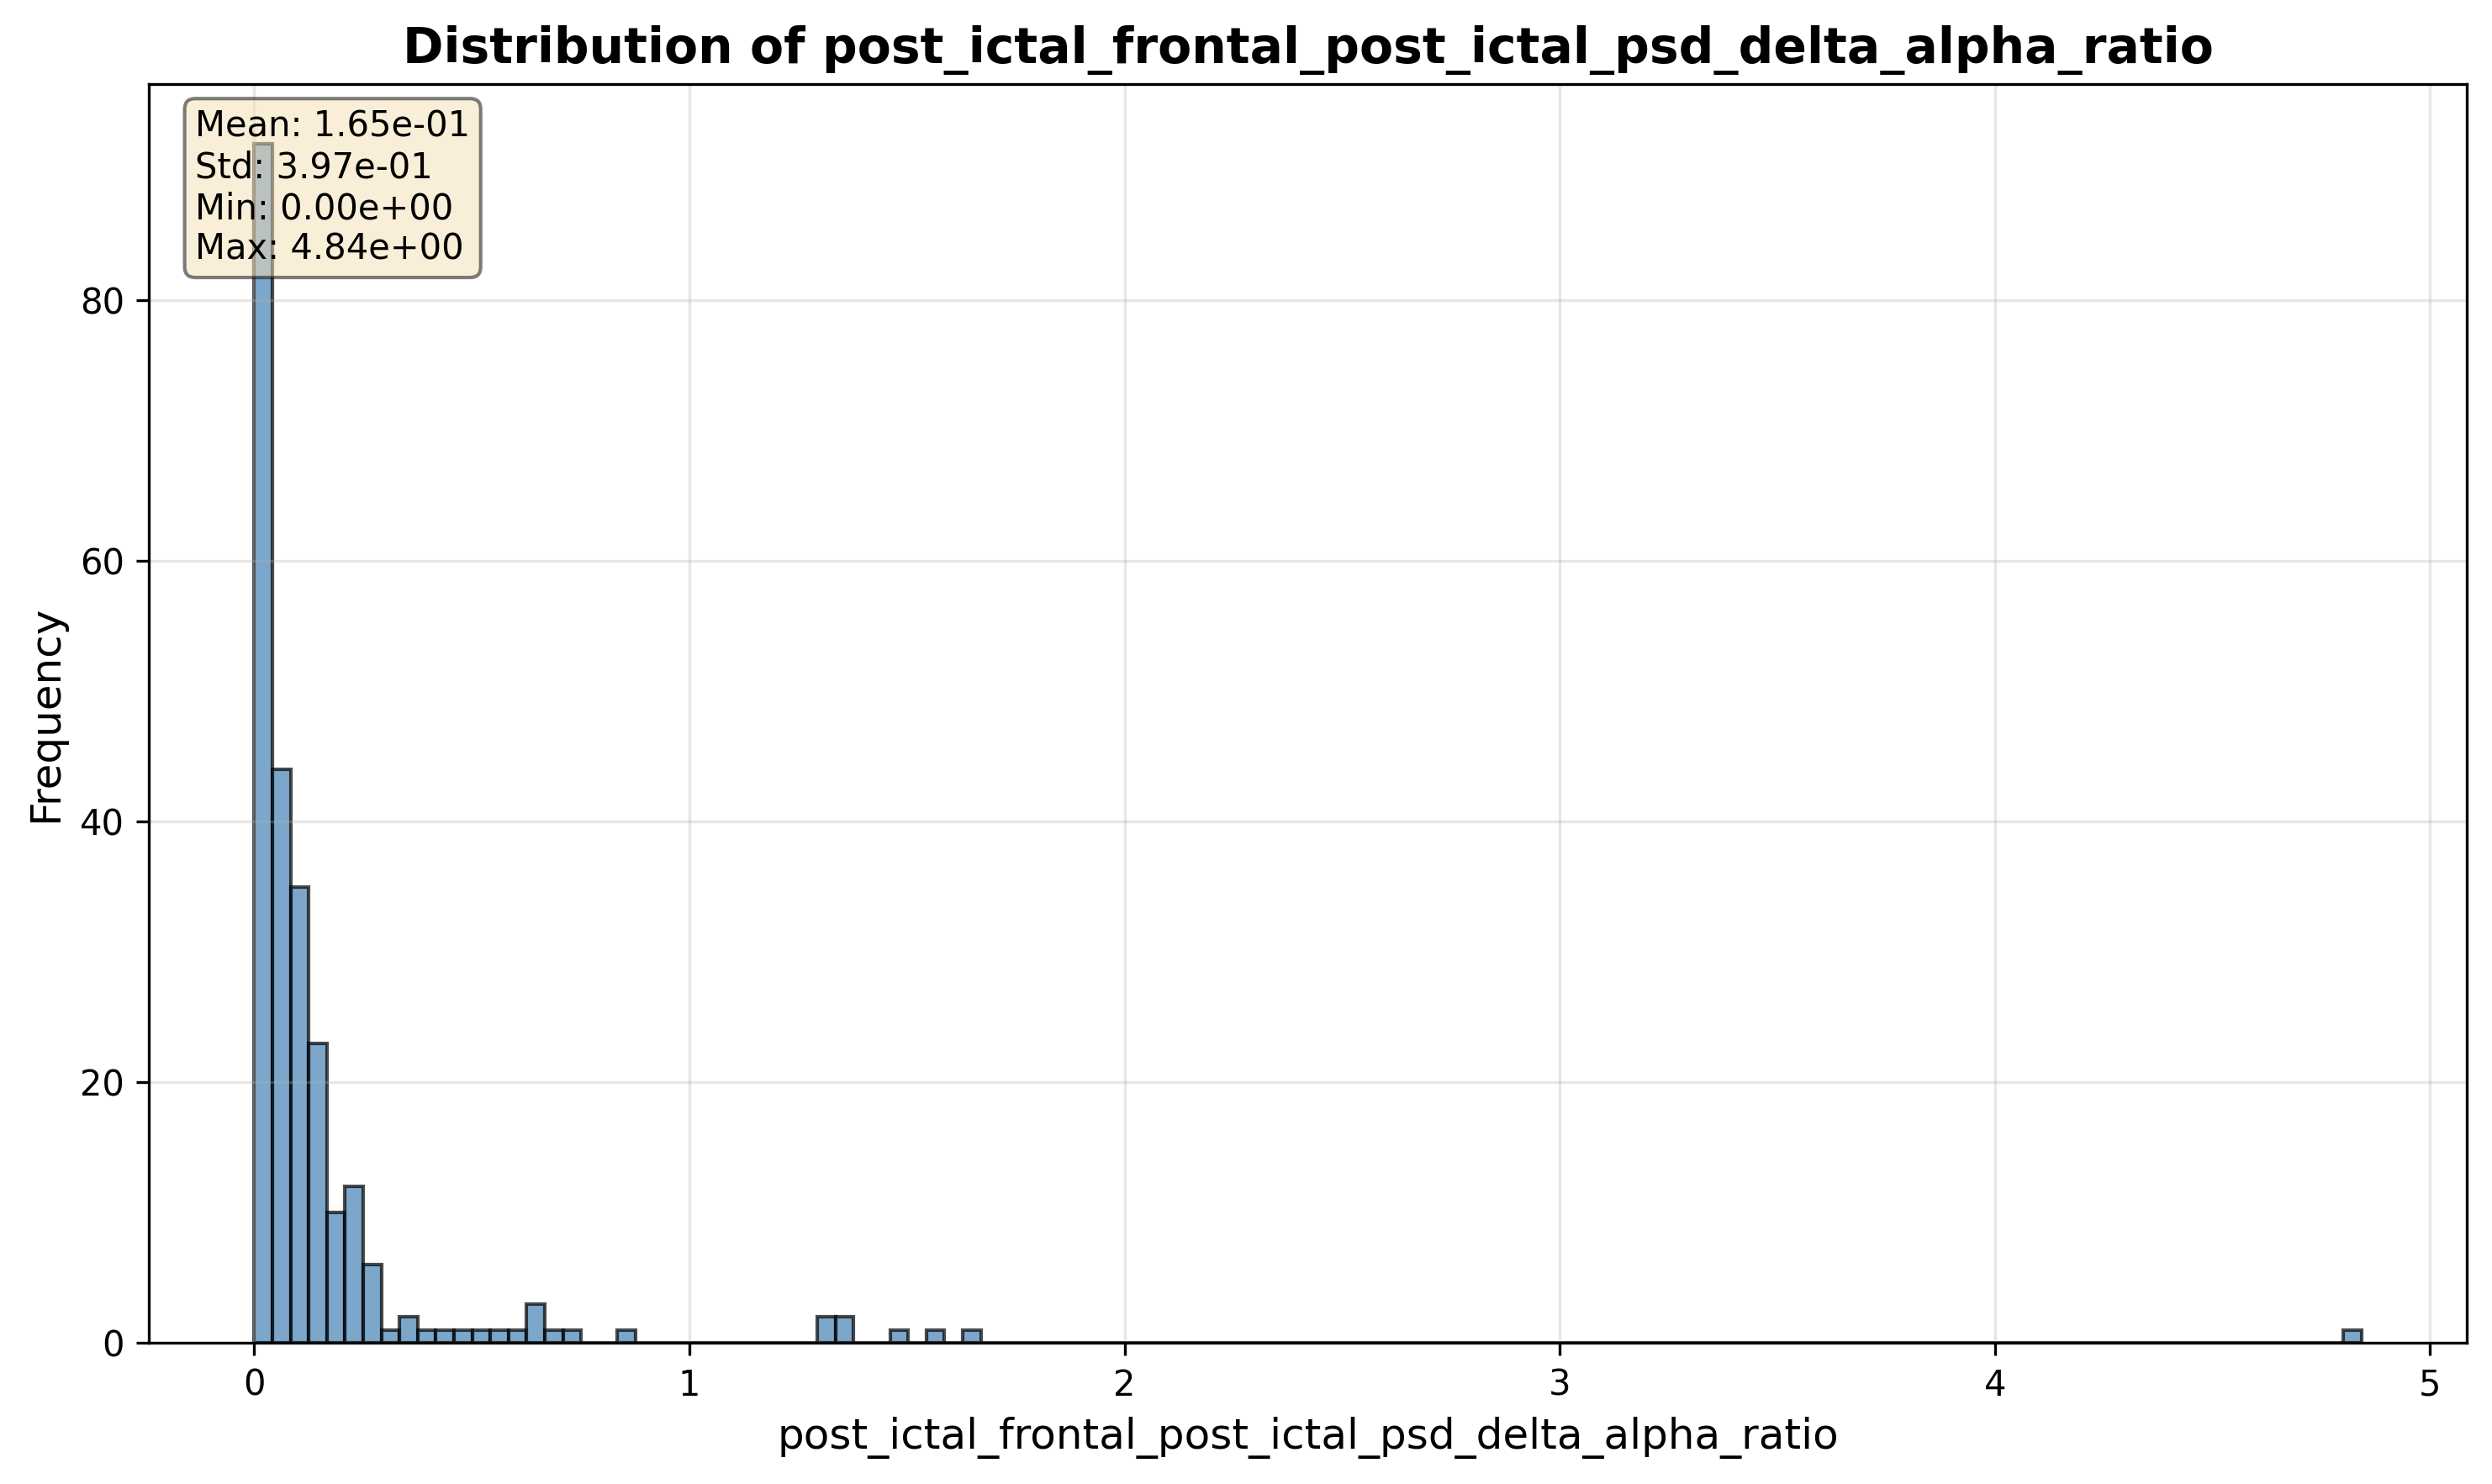 Distribution of post_ictal_frontal_post_ictal_psd_delta_alpha_ratio
Mean: 1.65e-01
Std: 3.97e-01
Min: 0.00e+00
Max: 4.84e+00
Frequency
80
60
40
20
0
0 1 2 3 4 5
post_ictal_frontal_post_ictal_psd_delta_alpha_ratio